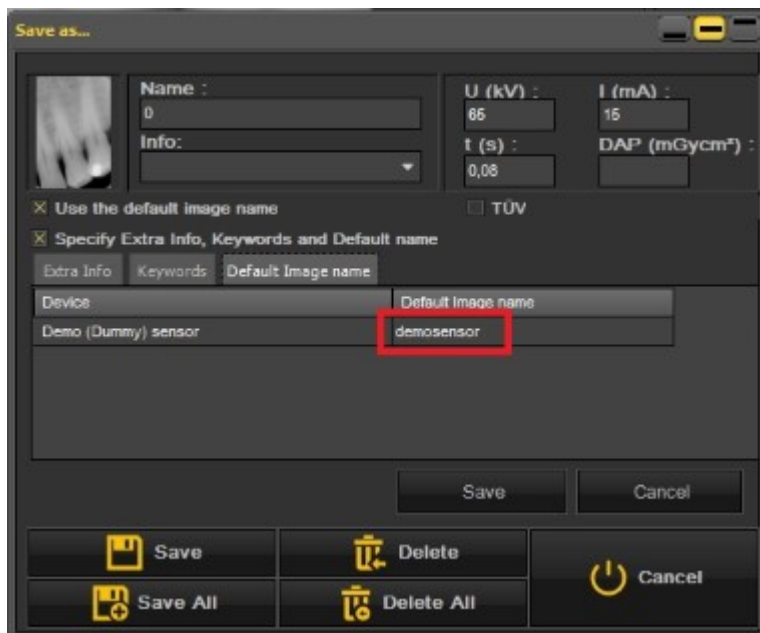 Save as...
Name :
0
Info:
U (kV) :
65
I (mA) :
15
t (s) :
0,08
DAP (mGycm²) :
Use the default image name
TÜV
Specify Extra Info, Keywords and Default name
Extra Info Keywords Default Image name
Device Default Image name
Demo (Dummy) sensor demosensor
Save Cancel
Save Delete Cancel
Save All Delete All